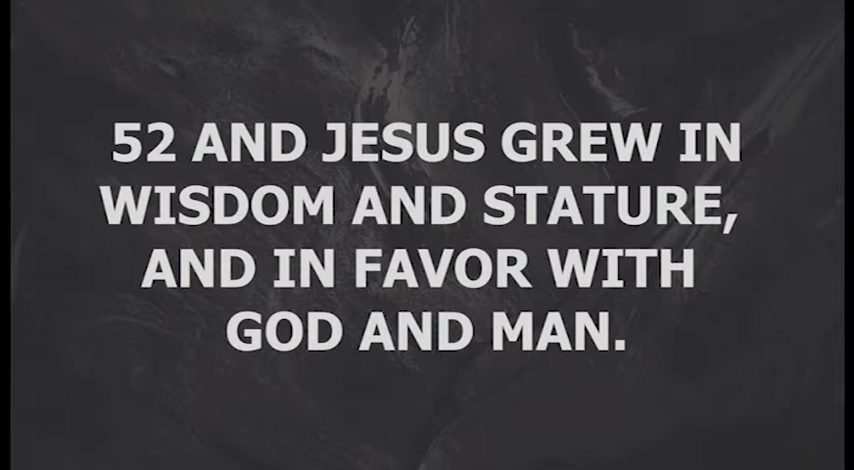 52 AND JESUS GREW IN
WISDOM AND STATURE,
AND IN FAVOR WITH
GOD AND MAN.